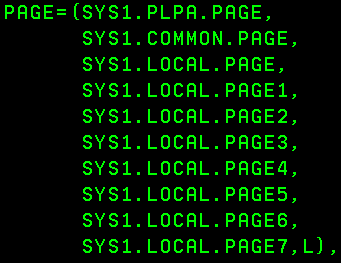 PAGE=(SYS1.PLPA.PAGE,
SYS1.COMMON.PAGE,
SYS1.LOCAL.PAGE,
SYS1.LOCAL.PAGE1,
SYS1.LOCAL.PAGE2,
SYS1.LOCAL.PAGE3,
SYS1.LOCAL.PAGE4,
SYS1.LOCAL.PAGE5,
SYS1.LOCAL.PAGE6,
SYS1.LOCAL.PAGE7,L),